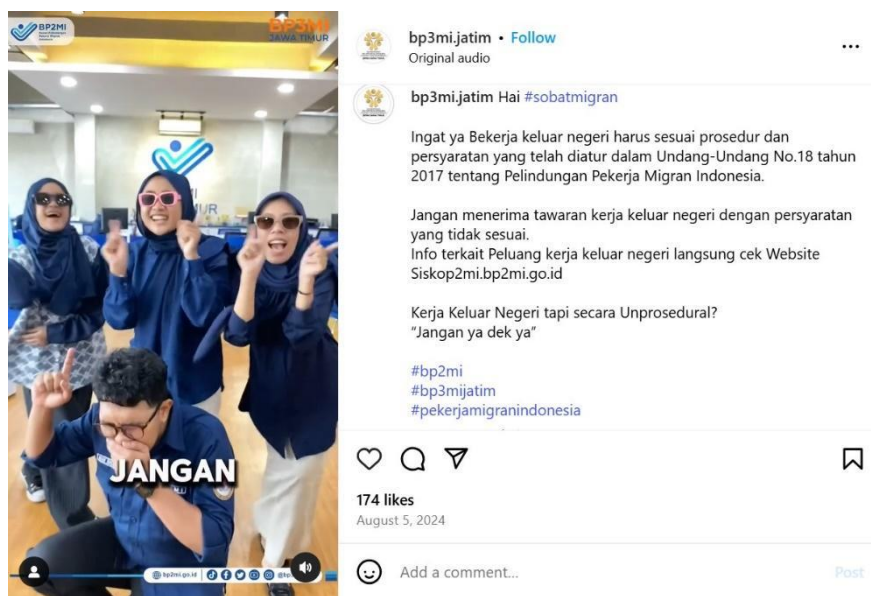 BP2MI
BP3MI
JAWA TIMUR
JANGAN
bp2mi.go.id
bp3mi.jatim • Follow
Original audio
bp3mi.jatim Hai #sobatmigran
Ingat ya Bekerja keluar negeri harus sesuai prosedur dan
persyaratan yang telah diatur dalam Undang-Undang No.18 tahun
2017 tentang Pelindungan Pekerja Migran Indonesia.
Jangan menerima tawaran kerja keluar negeri dengan persyaratan
yang tidak sesuai.
Info terkait Peluang kerja keluar negeri langsung cek Website
Siskop2mi.bp2mi.go.id
Kerja Keluar Negeri tapi secara Unprosedural?
"Jangan ya dek ya"
#bp2mi
#bp3mijatim
#pekerjamigranindonesia
174 likes
August 5, 2024
Add a comment...
Post